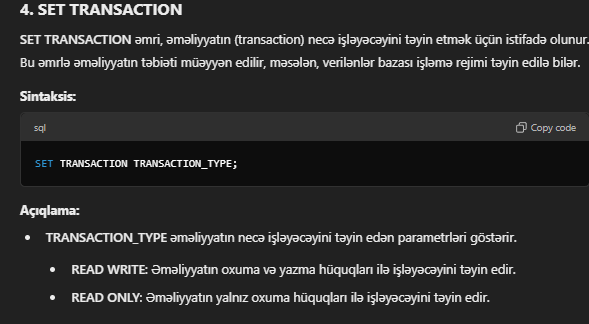 4. SET TRANSACTION
SET TRANSACTION əmri, əməliyyatın (transaction) necə işləyəcəyini təyin etmək üçün istifadə olunur.
Bu əmrlə əməliyyatın təbiəti müəyyən edilir, məsələn, verilənlər bazası işləmə rejimi təyin edilə bilər.
Sintaksis:
sql
Copy code
SET TRANSACTION TRANSACTION_TYPE;
Açıqlama:
• TRANSACTION_TYPE əməliyyatın necə işləyəcəyini təyin edən parametrləri göstərir.
• READ WRITE: Əməliyyatın oxuma və yazma hüquqları ilə işləyəcəyini təyin edir.
• READ ONLY: Əməliyyatın yalnız oxuma hüquqları ilə işləyəcəyini təyin edir.